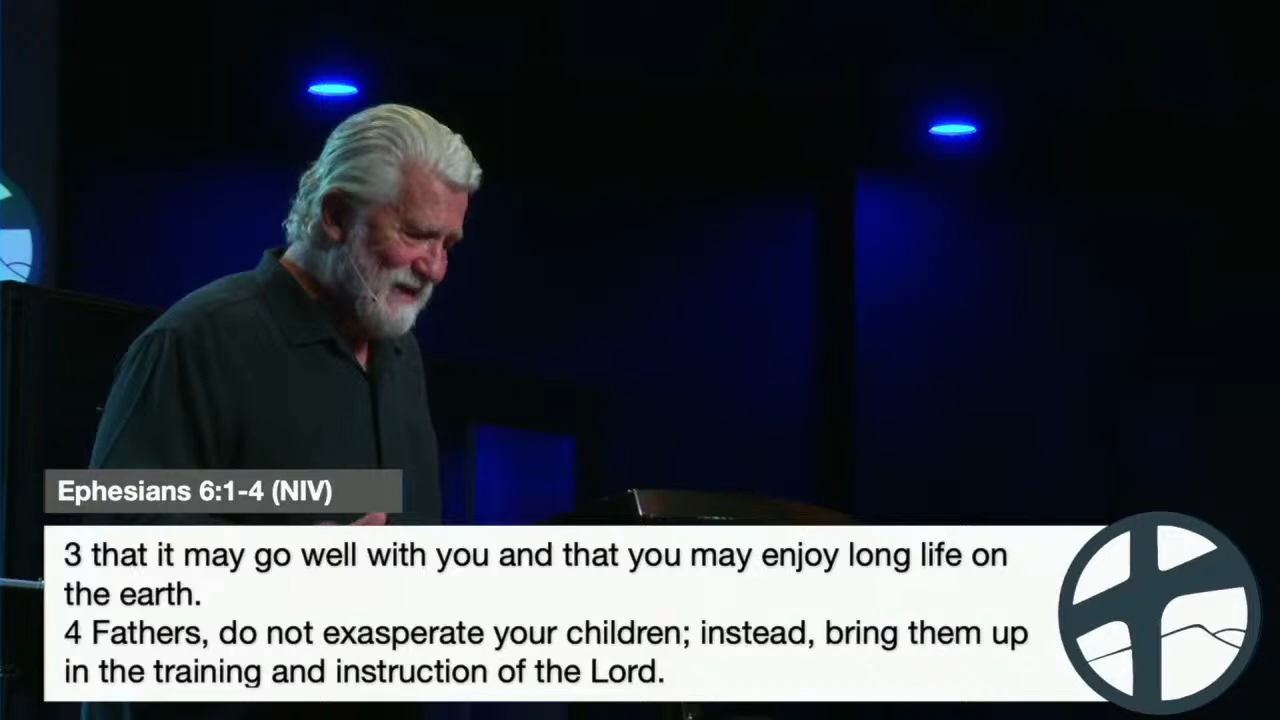 Ephesians 6:1-4 (NIV)
3 that it may go well with you and that you may enjoy long life on
the earth.
4 Fathers, do not exasperate your children; instead, bring them up
in the training and instruction of the Lord.